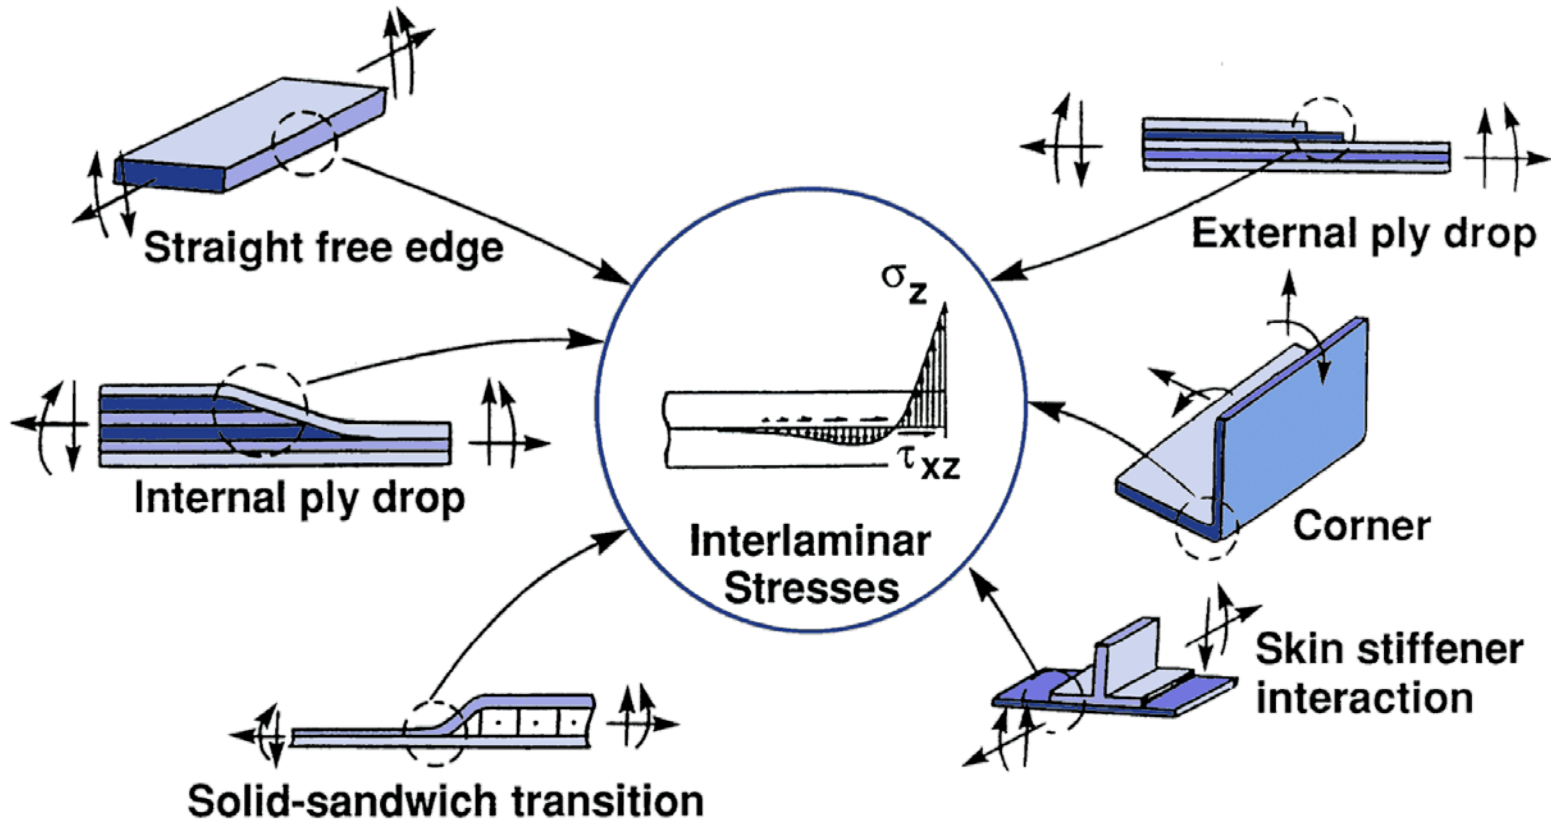 Straight free edge
External ply drop
σz
τxz
Internal ply drop
Interlaminar
Stresses
Corner
Skin stiffener
interaction
Solid-sandwich transition